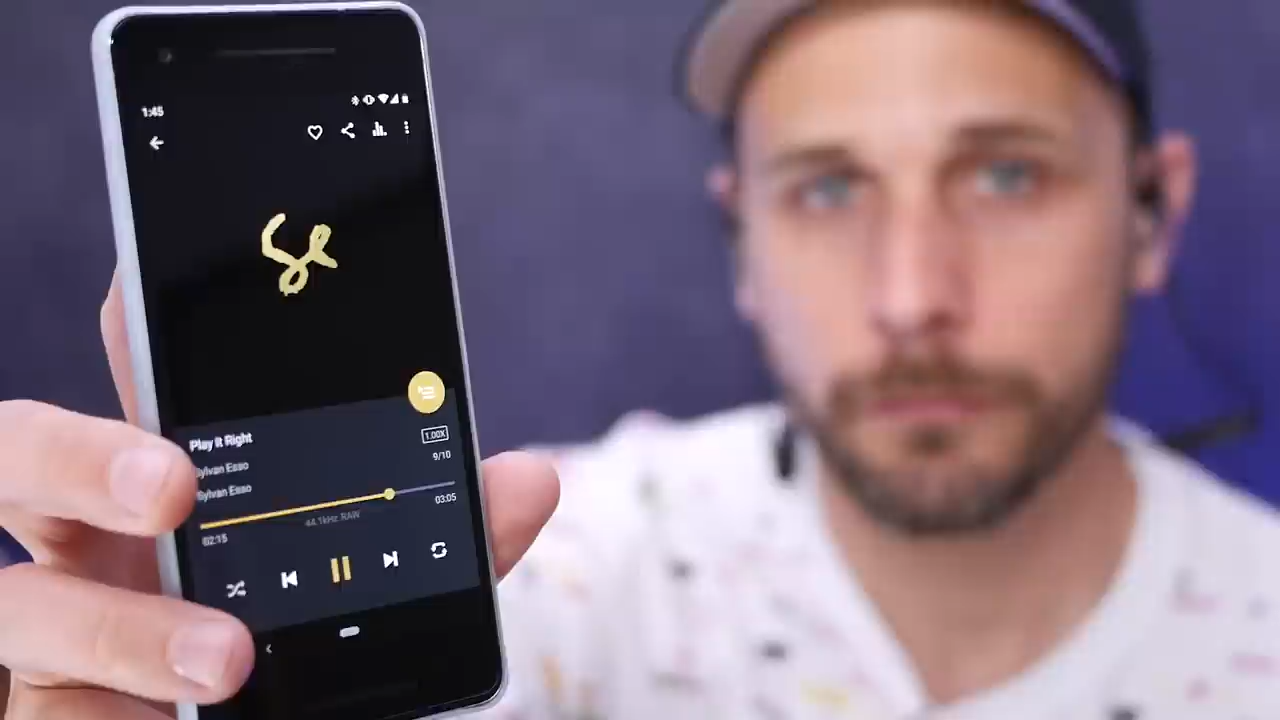 1:45
Se
Play It Right
1.00X
Sylvan Esso
9/10
Sylvan Esso
02:15
44.1kHz RAW
03:05